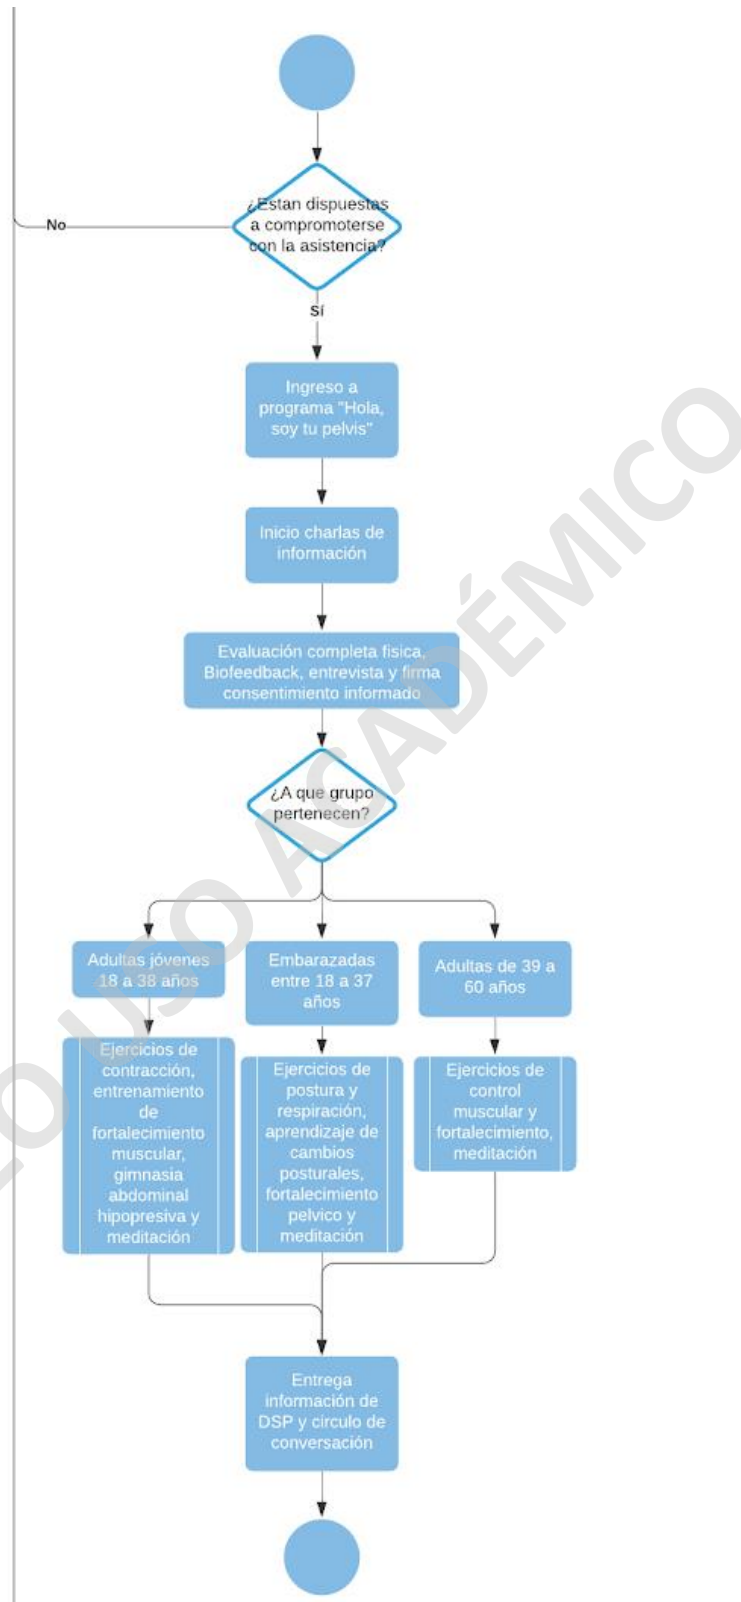 ¿Estan dispuestas
a compromoterse
con la asistencia?
No
Sí
Ingreso a
programa "Hola,
soy tu pelvis"
Inicio charlas de
información
Evaluación completa fisica,
Biofeedback, entrevista y firma
consentimiento informado
¿A que grupo
pertenecen?
Adultas jóvenes
18 a 38 años
Embarazadas
entre 18 a 37
años
Adultas de 39 a
60 años
Ejercicios de
contracción,
entrenamiento
de
fortalecimiento
muscular,
gimnasia
abdominal
hipopresiva y
meditación
Ejercicios de
postura y
respiración,
aprendizaje de
cambios
posturales,
fortalecimiento
pelvico y
meditación
Ejercicios de
control
muscular y
fortalecimiento,
meditación
Entrega
información de
DSP y circulo de
conversación
LO USO ACADÉMICO